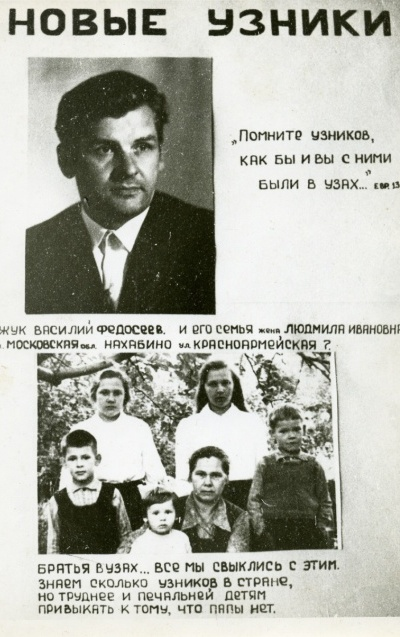 НОВЫЕ УЗНИКИ
„Помните узников,
как бы и вы с ними
были в узах...” Евр. 13
ЖУК ВАСИЛИЙ ФЕДОСЕЕВ. И ЕГО СЕМЬЯ жена ЛЮДМИЛА ИВАНОВНА
МОСКОВСКАЯ обл. НАХАБИНО ул. КРАСНОАРМЕЙСКАЯ 7.
БРАТЬЯ В УЗАХ... ВСЕ МЫ СВЫКЛИСЬ С ЭТИМ.
ЗНАЕМ СКОЛЬКО УЗНИКОВ В СТРАНЕ,
НО ТРУДНЕЕ И ПЕЧАЛЬНЕЙ ДЕТЯМ
ПРИВЫКАТЬ К ТОМУ, ЧТО ПАПЫ НЕТ.